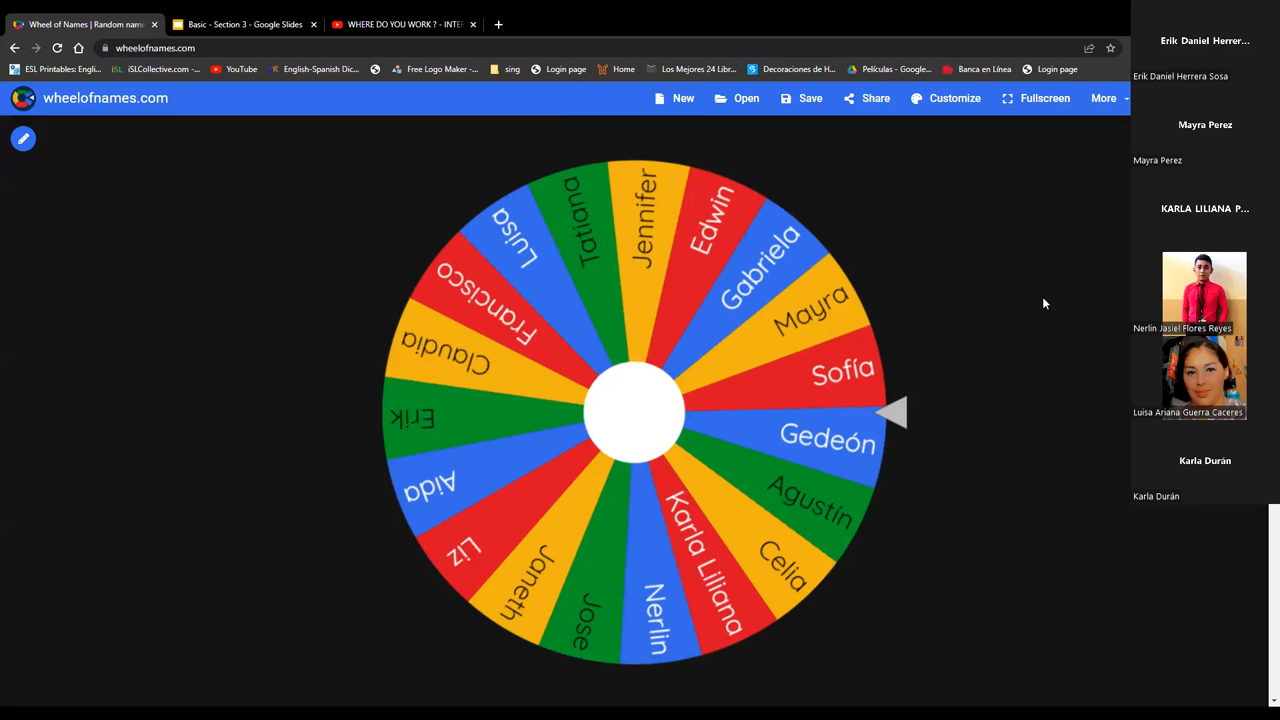 Wheel of Names | Random name
Basic - Section 3 - Google Slides
WHERE DO YOU WORK ? - INTER
wheelofnames.com
ESL Printables: Engli...
iSLCollective.com -...
YouTube
English-Spanish Dic...
Free Logo Maker -...
sing
Login page
Home
Los Mejores 24 Libr...
Decoraciones de H...
Películas - Google...
Banca en Línea
Login page
wheelofnames.com
New
Open
Save
Share
Customize
Fullscreen
More
Jennifer
Edwin
Gabriela
Mayra
Sofía
Gedeón
Agustín
Celia
Karla Liliana
Nerlin
Jose
Janeth
Liz
Aida
Erik
Claudia
Francisco
Luisa
Tatiana
Erik Daniel Herrer...
Erik Daniel Herrera Sosa
Mayra Perez
Mayra Perez
KARLA LILIANA P...
Nerlin Jasiel Flores Reyes
Luisa Ariana Guerra Caceres
Karla Durán
Karla Durán